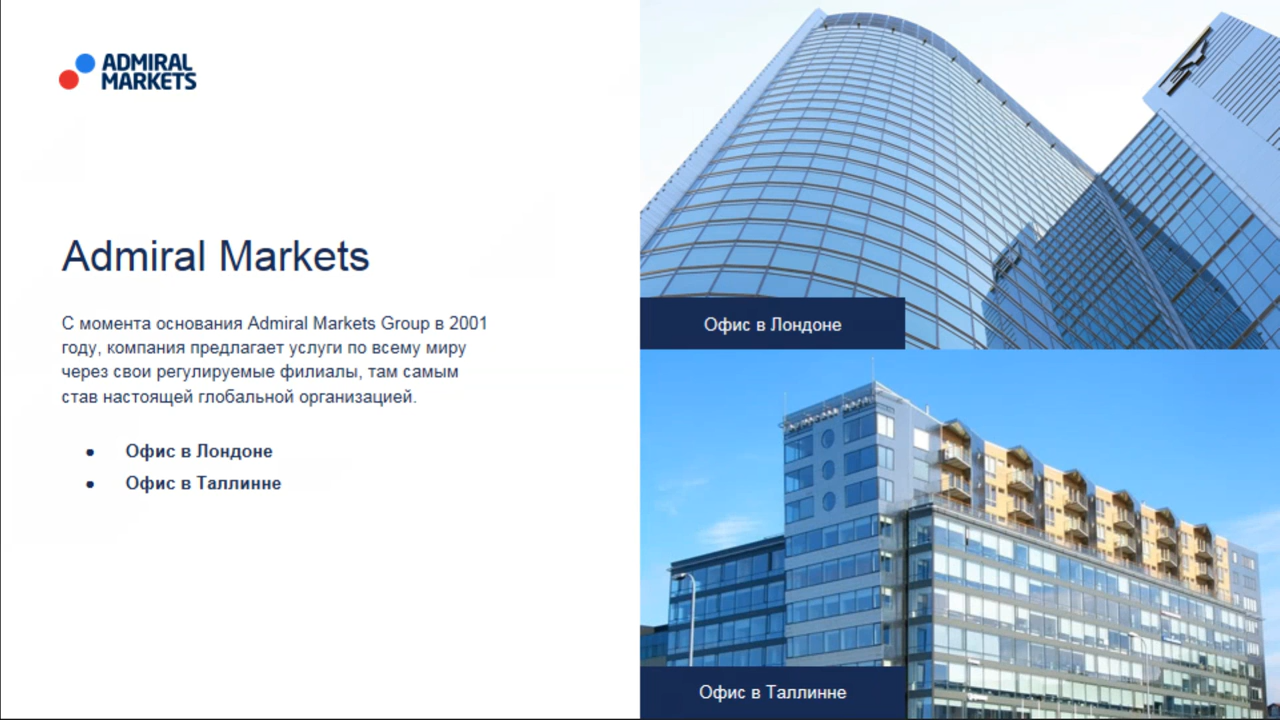 ADMIRAL
MARKETS
Admiral Markets
С момента основания Admiral Markets Group в 2001
году, компания предлагает услуги по всему миру
через свои регулируемые филиалы, там самым
став настоящей глобальной организацией.
• Офис в Лондоне
• Офис в Таллинне
Офис в Лондоне
Офис в Таллинне